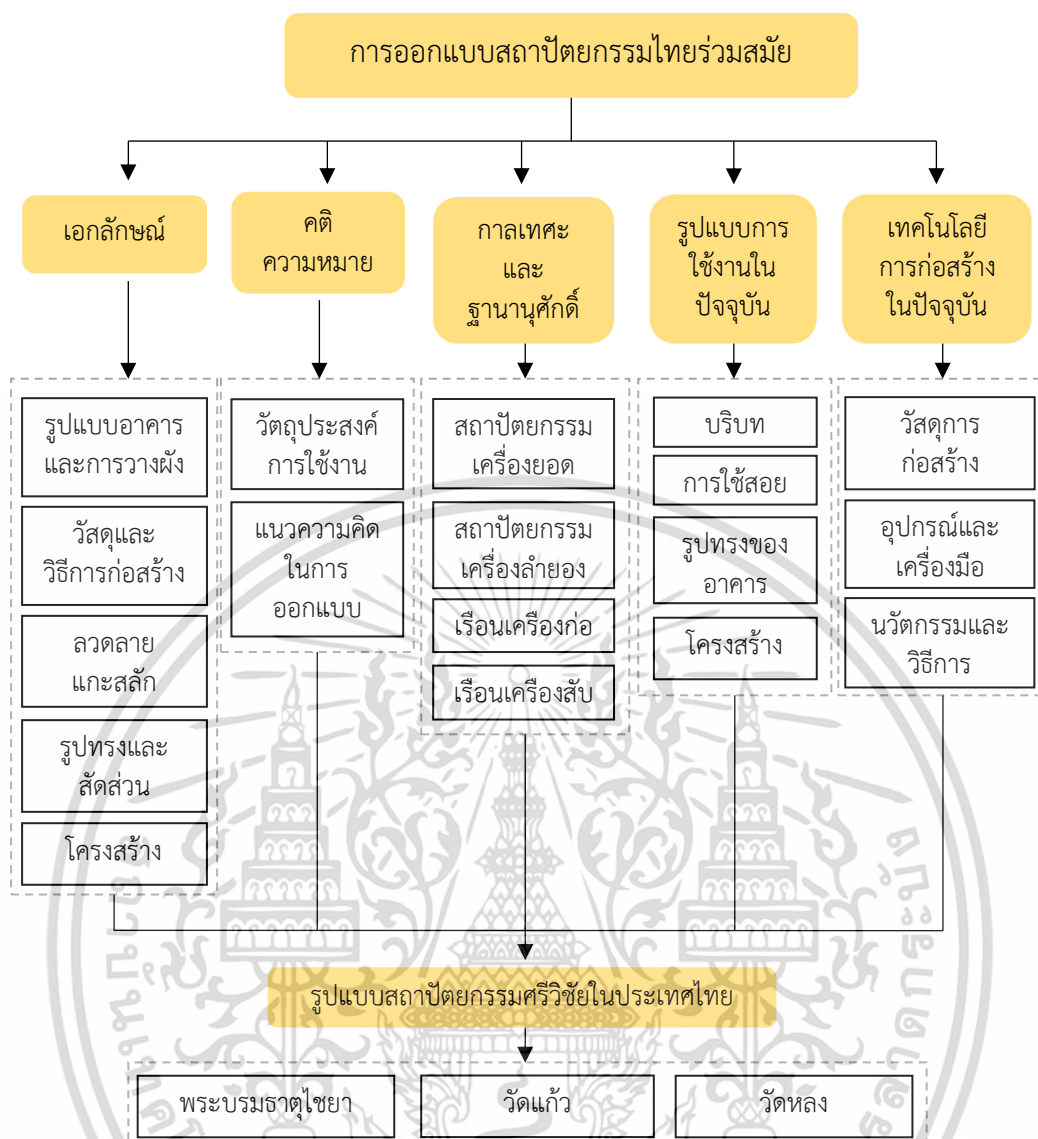 การออกแบบสถาปัตยกรรมไทยร่วมสมัย
เอกลักษณ์
คติ
ความหมาย
กาลเทศะ
และ
ฐานานุศักดิ์
รูปแบบการ
ใช้งานใน
ปัจจุบัน
เทคโนโลยี
การก่อสร้าง
ในปัจจุบัน
รูปแบบอาคาร
และการวางผัง
วัสดุและ
วิธีการก่อสร้าง
ลวดลาย
แกะสลัก
รูปทรงและ
สัดส่วน
โครงสร้าง
วัตถุประสงค์
การใช้งาน
แนวความคิด
ในการ
ออกแบบ
สถาปัตยกรรม
เครื่องยอด
สถาปัตยกรรม
เครื่องลำยอง
เรือนเครื่องก่อ
เรือนเครื่องสับ
บริบท
การใช้สอย
รูปทรงของ
อาคาร
โครงสร้าง
วัสดุการ
ก่อสร้าง
อุปกรณ์และ
เครื่องมือ
นวัตกรรมและ
วิธีการ
รูปแบบสถาปัตยกรรมศรีวิชัยในประเทศไทย
พระบรมธาตุไชยา
วัดแก้ว
วัดหลง